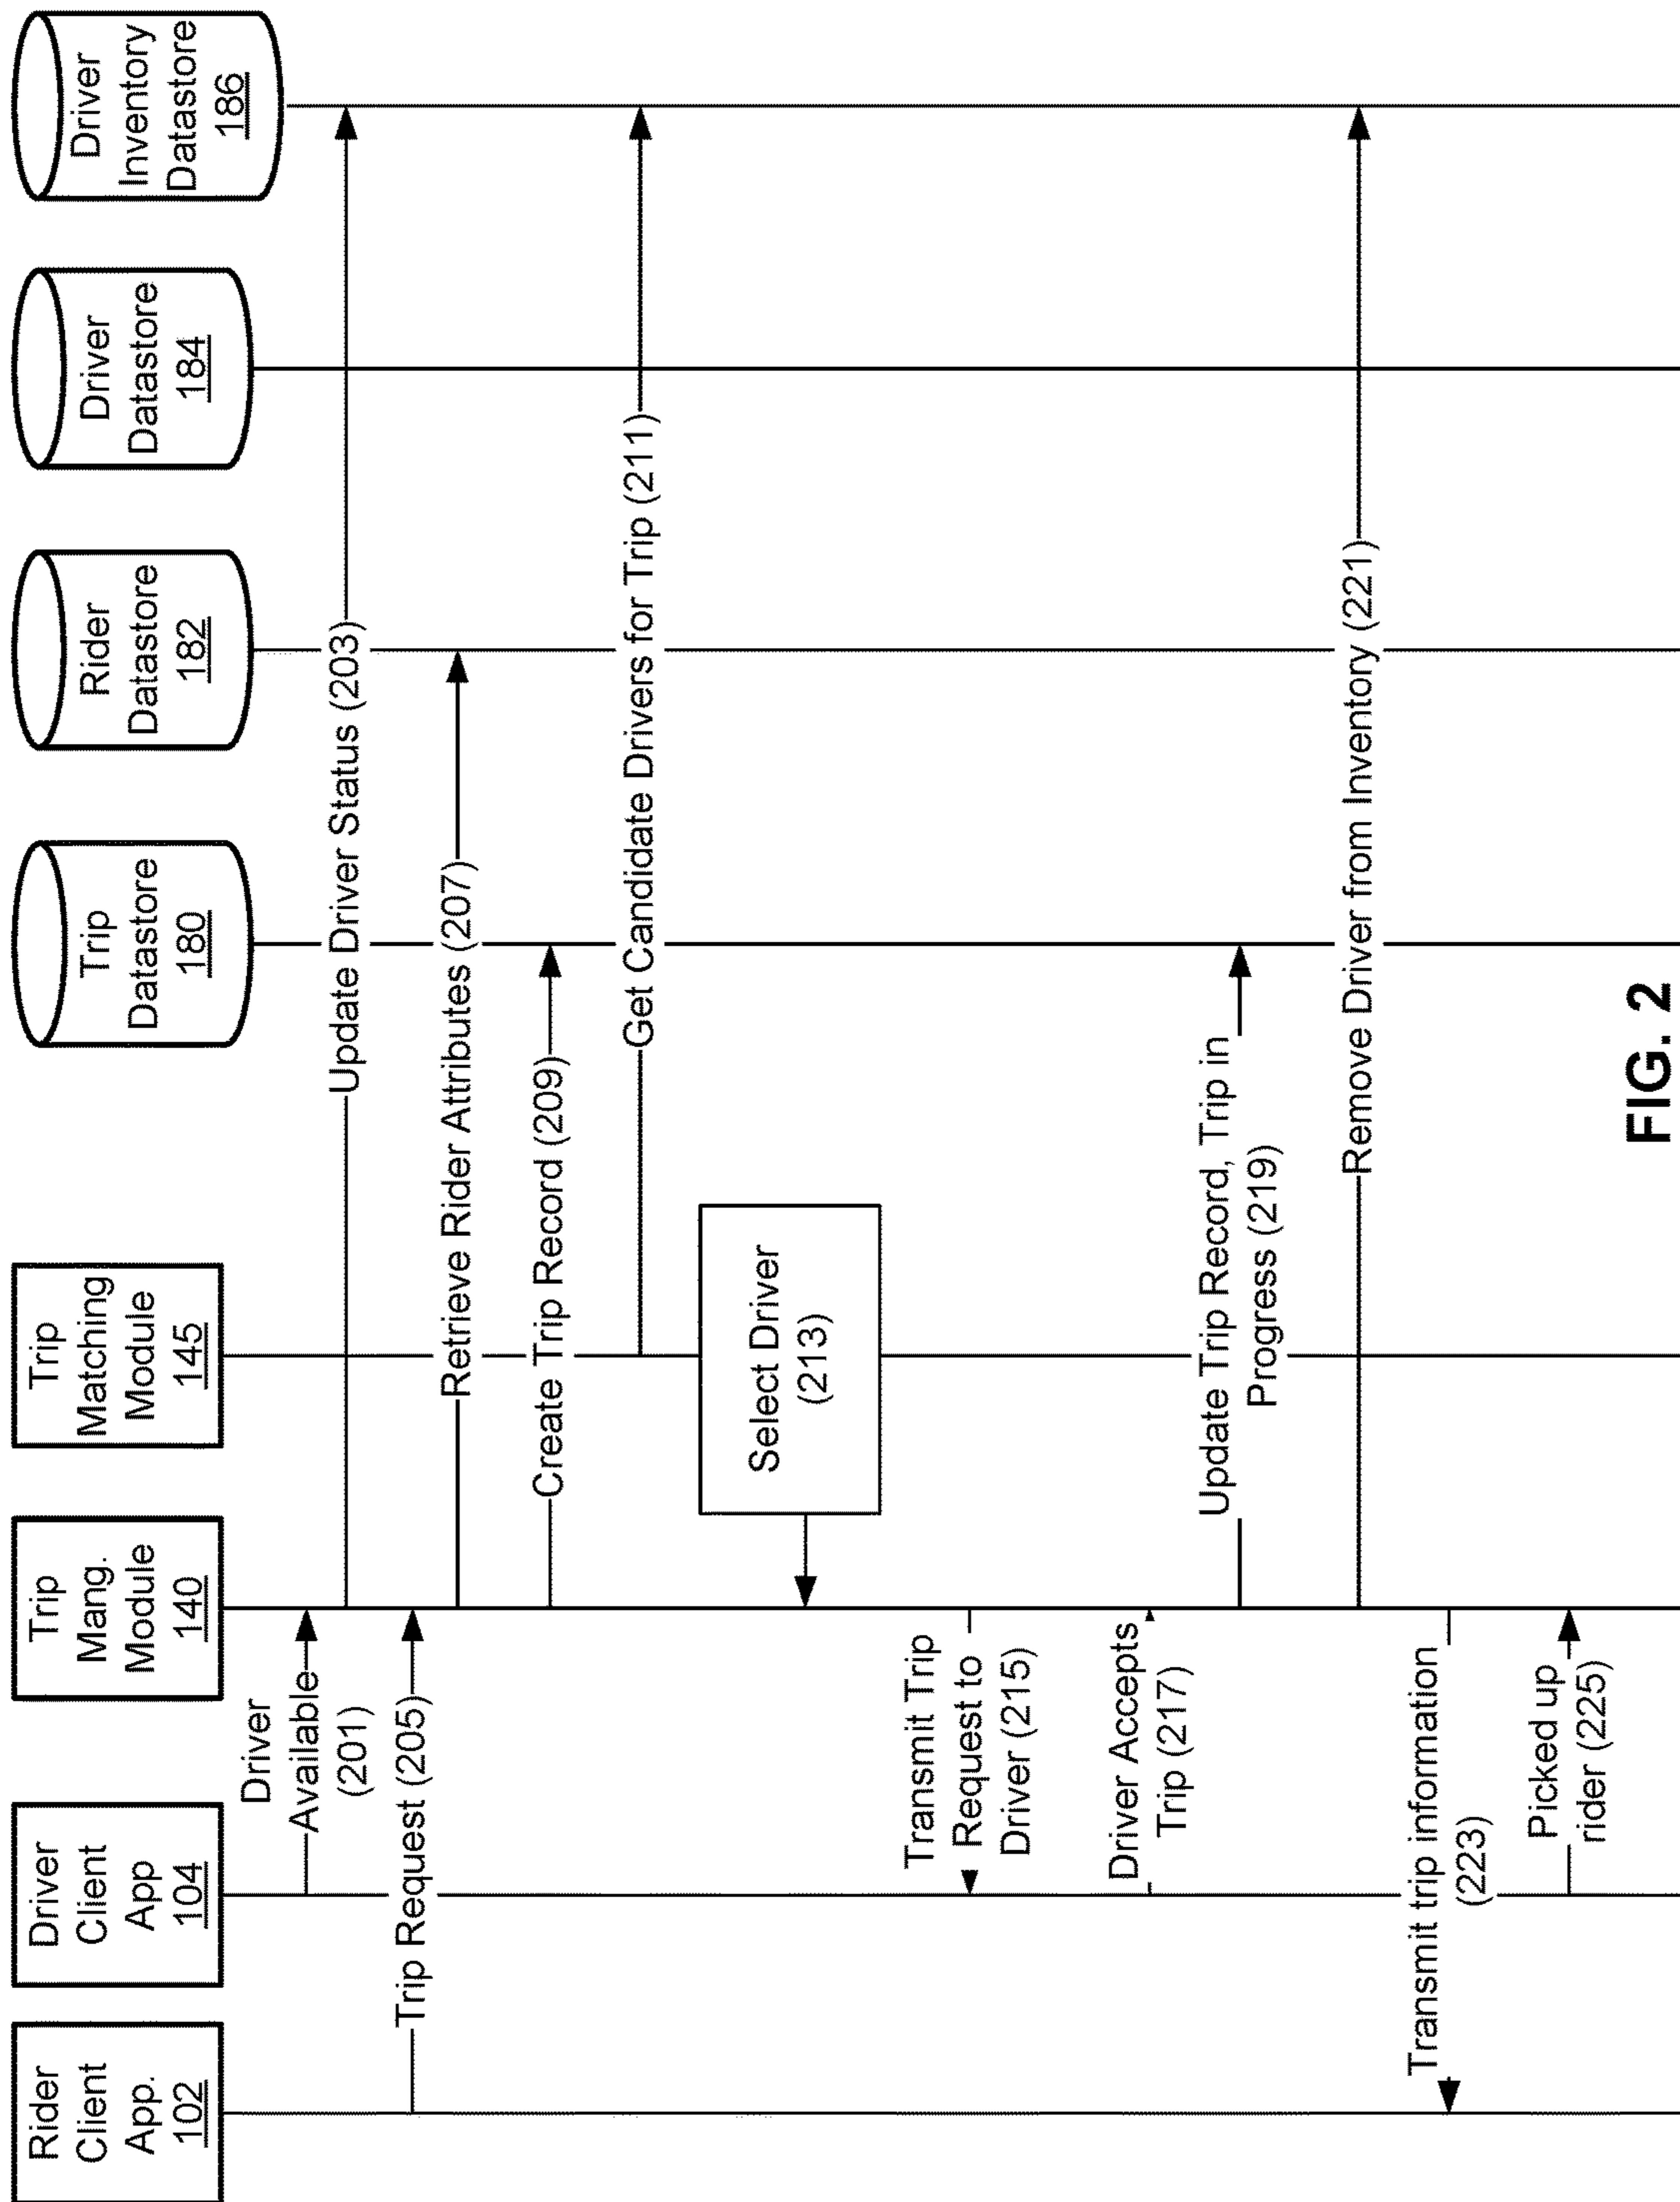 Rider
Client
App.
102
Driver
Client
App
104
Trip
Mang.
Module
140
Trip
Matching
Module
145
Trip
Datastore
180
Rider
Datastore
182
Driver
Datastore
184
Driver
Inventory
Datastore
186
Driver
Available
(201)
Update Driver Status (203)
Trip Request (205)
Retrieve Rider Attributes (207)
Create Trip Record (209)
Get Candidate Drivers for Trip (211)
Select Driver
(213)
Transmit Trip
Request to
Driver (215)
Driver Accepts
Trip (217)
Update Trip Record, Trip in
Progress (219)
Remove Driver from Inventory (221)
Transmit trip information
(223)
Picked up
rider (225)
FIG. 2